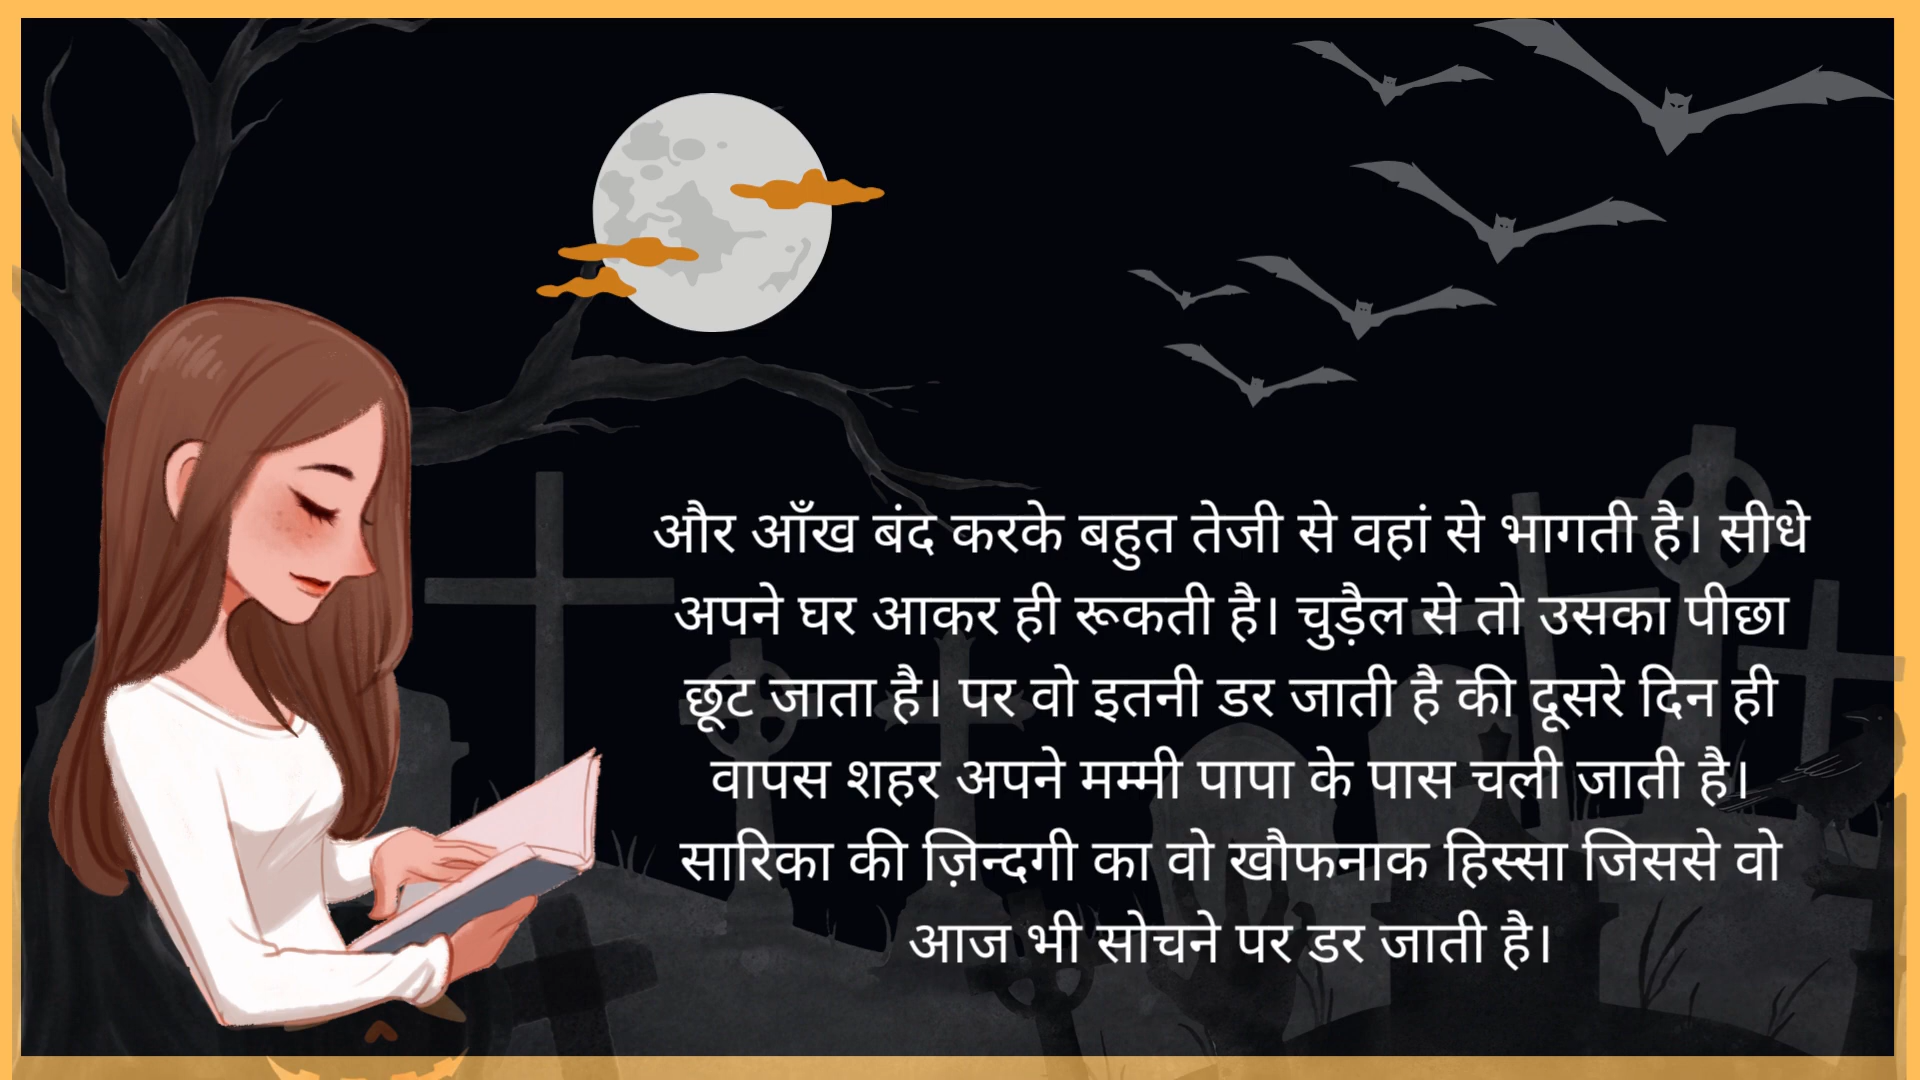 और आँख बंद करके बहुत तेजी से वहां से भागती है। सीधे
अपने घर आकर ही रूकती है। चुड़ैल से तो उसका पीछा
छूट जाता है। पर वो इतनी डर जाती है की दूसरे दिन ही
वापस शहर अपने मम्मी पापा के पास चली जाती है।
सारिका की ज़िन्दगी का वो खौफनाक हिस्सा जिससे वो
आज भी सोचने पर डर जाती है।